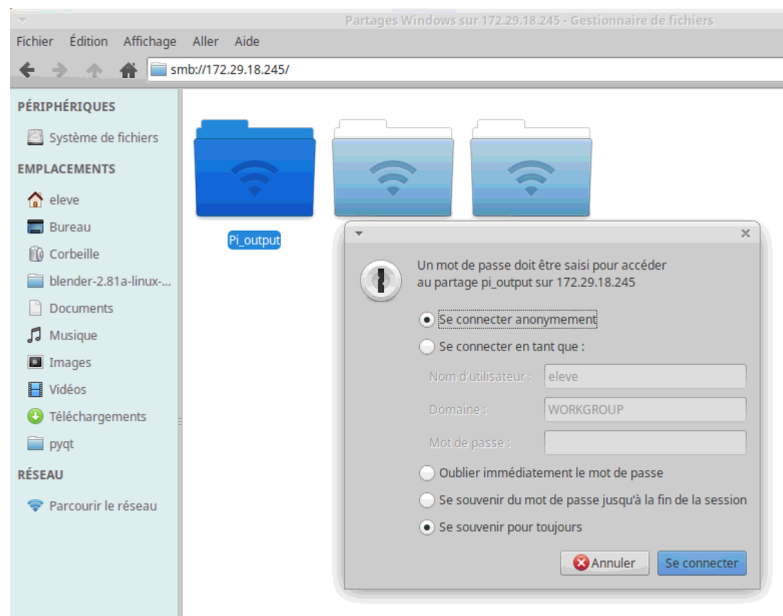 Partages Windows sur 172.29.18.245 - Gestionnaire de fichiers
Fichier Édition Affichage Aller Aide
smb://172.29.18.245/
PÉRIPHÉRIQUES
Système de fichiers
EMPLACEMENTS
eleve
Bureau
Corbeille
blender-2.81a-linux-...
Documents
Musique
Images
Vidéos
Téléchargements
pyqt
RÉSEAU
Parcourir le réseau
Pi_output
Un mot de passe doit être saisi pour accéder
au partage pi_output sur 172.29.18.245
Se connecter anonymement
Se connecter en tant que :
Nom d'utilisateur : eleve
Domaine : WORKGROUP
Mot de passe :
Oublier immédiatement le mot de passe
Se souvenir du mot de passe jusqu'à la fin de la session
Se souvenir pour toujours
Annuler Se connecter